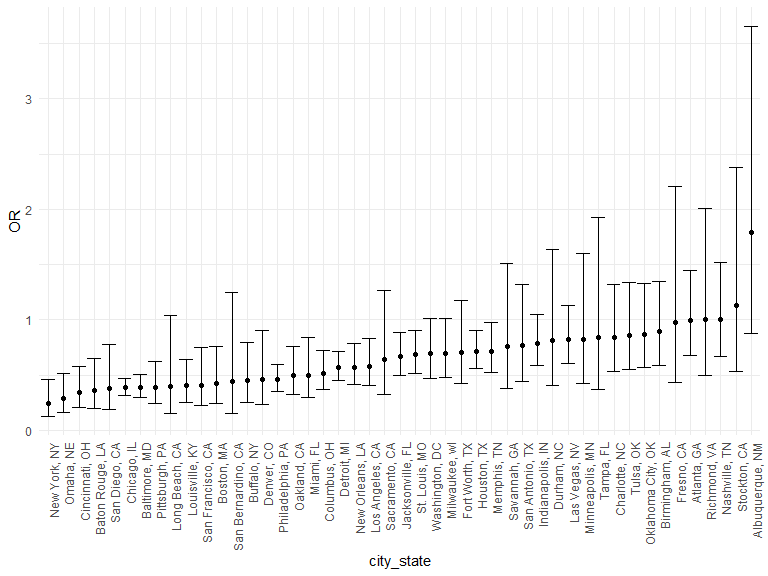 3
2
1
0
OR
New York, NY
Omaha, NE
Cincinnati, OH
Baton Rouge, LA
San Diego, CA
Chicago, IL
Baltimore, MD
Pittsburgh, PA
Long Beach, CA
Louisville, KY
San Francisco, CA
Boston, MA
San Bernardino, CA
Buffalo, NY
Denver, CO
Philadelphia, PA
Oakland, CA
Miami, FL
Columbus, OH
Detroit, MI
New Orleans, LA
Los Angeles, CA
Sacramento, CA
Jacksonville, FL
St. Louis, MO
Washington, DC
Milwaukee, wI
Fort Worth, TX
Houston, TX
Memphis, TN
Savannah, GA
San Antonio, TX
Indianapolis, IN
Durham, NC
Las Vegas, NV
Minneapolis, MN
Tampa, FL
Charlotte, NC
Tulsa, OK
Oklahoma City, OK
Birmingham, AL
Fresno, CA
Atlanta, GA
Richmond, VA
Nashville, TN
Stockton, CA
Albuquerque, NM
city_state